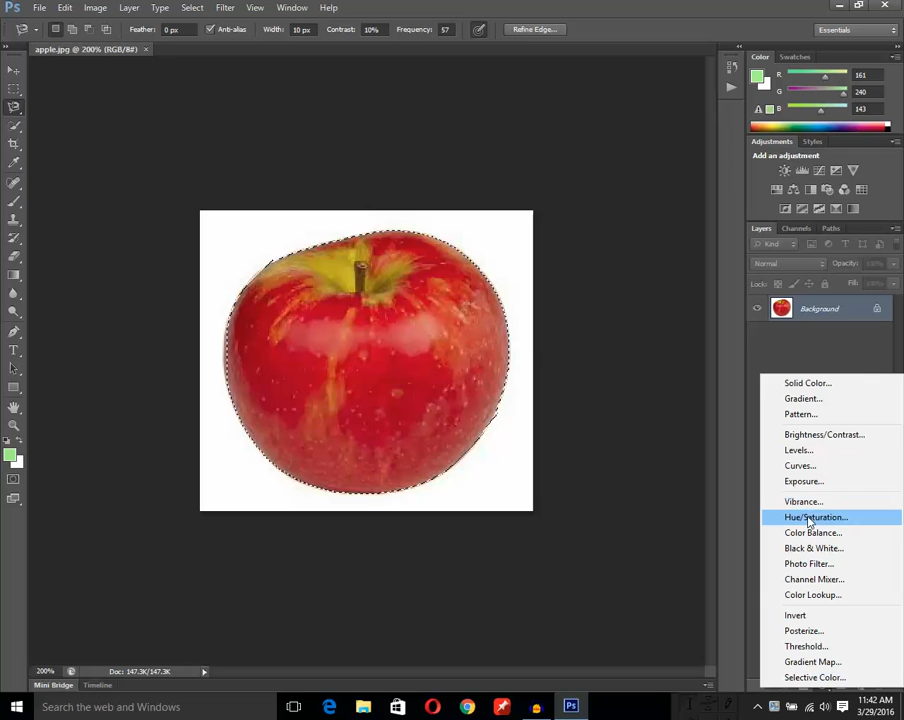 Ps File Edit Image Layer Type Select Filter View Window Help
Feather: 0 px Anti-alias Width: 10 px Contrast: 10% Frequency: 57 Refine Edge... Essentials
apple.jpg @ 200% (RGB/8#) ×
Color Swatches
R 161
G 240
B 143
Adjustments Styles
Add an adjustment
Layers Channels Paths
Kind
Normal Opacity:
Lock: Fill:
Background
Solid Color...
Gradient...
Pattern...
Brightness/Contrast...
Levels...
Curves...
Exposure...
Vibrance...
Hue/Saturation...
Color Balance...
Black & White...
Photo Filter...
Channel Mixer...
Color Lookup...
Invert
Posterize...
Threshold...
Gradient Map...
Selective Color...
200% Doc: 147.3K/147.3K
Mini Bridge Timeline
Search the web and Windows
Ps
11:42 AM
3/29/2016